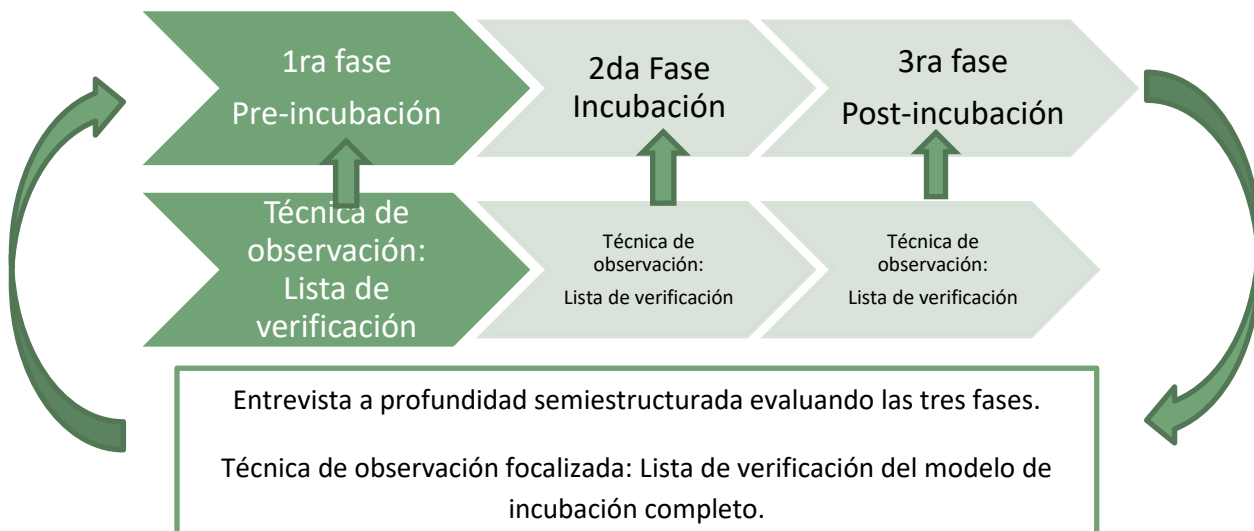 1ra fase
Pre-incubación
2da Fase
Incubación
3ra fase
Post-incubación
Técnica de
observación:
Lista de
verificación
Técnica de
observación:
Lista de verificación
Técnica de
observación:
Lista de verificación
Entrevista a profundidad semiestructurada evaluando las tres fases.
Técnica de observación focalizada: Lista de verificación del modelo de
incubación completo.